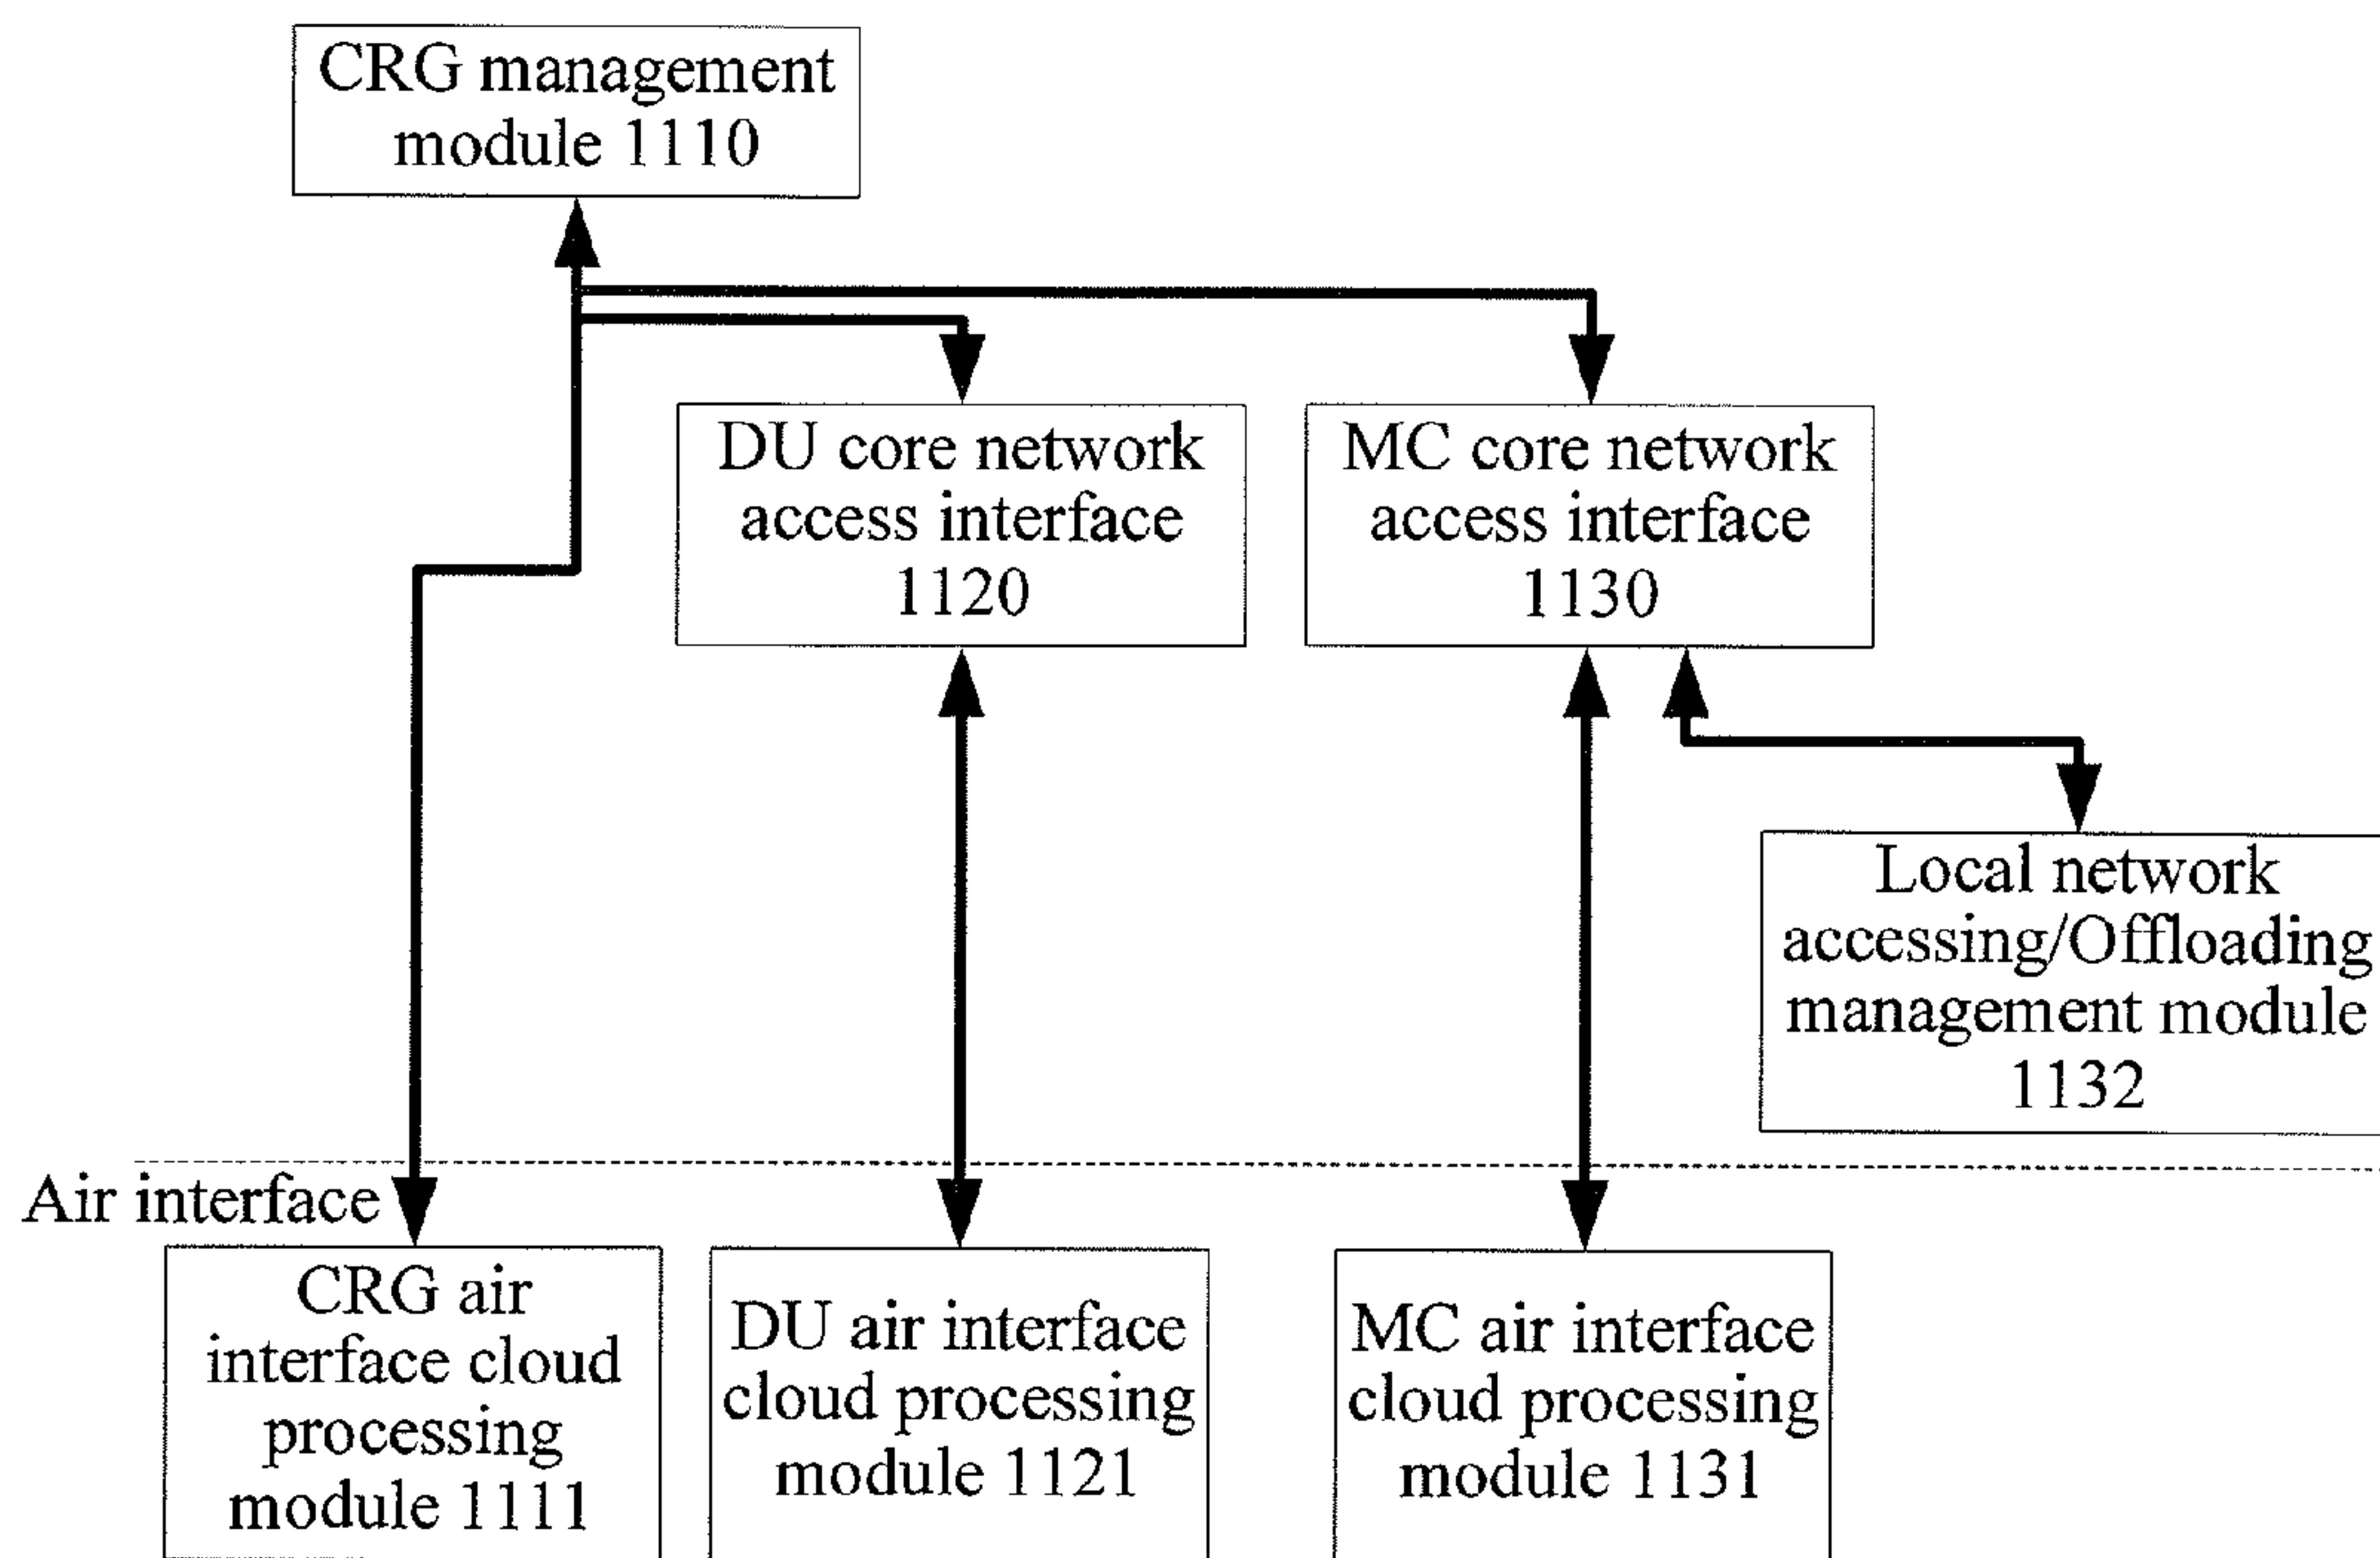 CRG management
module 1110
DU core network
access interface
1120
MC core network
access interface
1130
Local network
accessing/Offloading
management module
1132
Air interface
CRG air
interface cloud
processing
module 1111
DU air interface
cloud processing
module 1121
MC air interface
cloud processing
module 1131